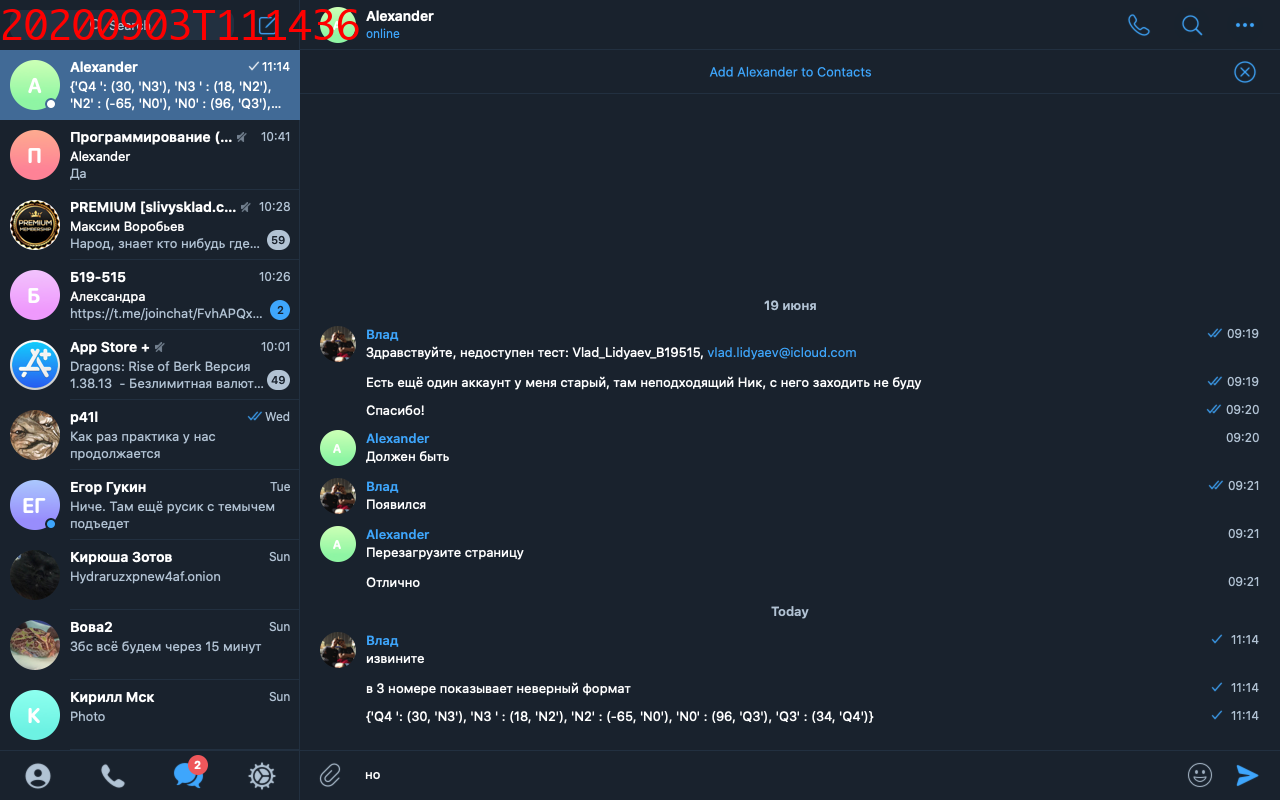 20200903T111436
Search
Alexander
11:14
{'Q4 ': (30, 'N3'), 'N3 ' : (18, 'N2'),
'N2' : (-65, 'N0'), 'N0' : (96, 'Q3'),...
A
Программирование (...
10:41
Alexander
Да
П
PREMIUM [slivysklad.c...
10:28
Максим Воробьев
Народ, знает кто нибудь где...
59
PREMIUM
MEMBERSHIP
Б19-515
10:26
Александра
https://t.me/joinchat/FvhAPQx...
2
Б
App Store +
10:01
Dragons: Rise of Berk Версия
1.38.13 - Безлимитная валют...
49
p41l
Wed
Как раз практика у нас
продолжается
Егор Гукин
Tue
Ниче. Там ещё русик с темычем
подъедет
ЕГ
Кирюша Зотов
Sun
Hydraruzxpnew4af.onion
Вова2
Sun
Збс всё будем через 15 минут
Кирилл Мск
Sun
Photo
К
2
Alexander
online
Add Alexander to Contacts
19 июня
Влад
09:19
Здравствуйте, недоступен тест: Vlad_Lidyaev_B19515, vlad.lidyaev@icloud.com
Есть ещё один аккаунт у меня старый, там неподходящий Ник, с него заходить не буду
09:19
Спасибо!
09:20
A
Alexander
09:20
Должен быть
Влад
09:21
Появился
A
Alexander
09:21
Перезагрузите страницу
Отлично
09:21
Today
Влад
11:14
извините
в 3 номере показывает неверный формат
11:14
{'Q4 ': (30, 'N3'), 'N3 ' : (18, 'N2'), 'N2' : (-65, 'N0'), 'N0' : (96, 'Q3'), 'Q3' : (34, 'Q4')}
11:14
но